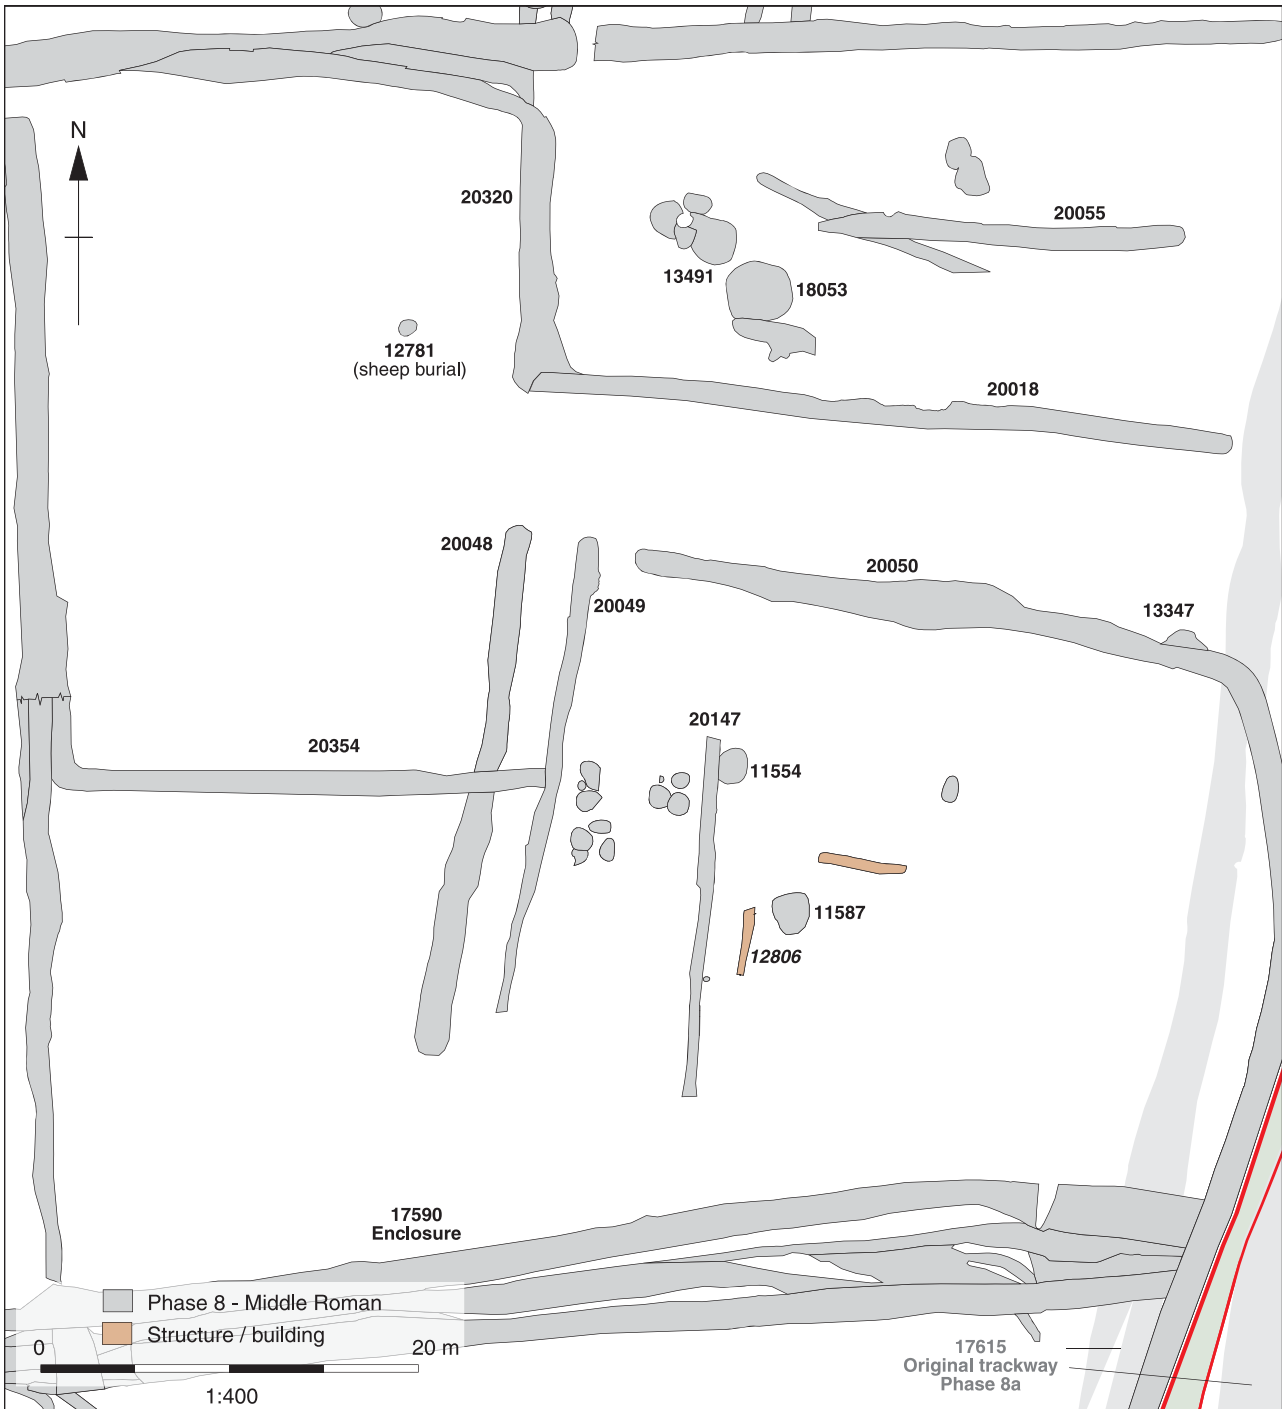 N
20320
20055
13491
18053
12781
(sheep burial)
20018
20048
20050
20049
13347
20147
20354
11554
11587
12806
17590
Enclosure
Phase 8 - Middle Roman
Structure / building
0
20 m
1:400
17615
Original trackway
Phase 8a